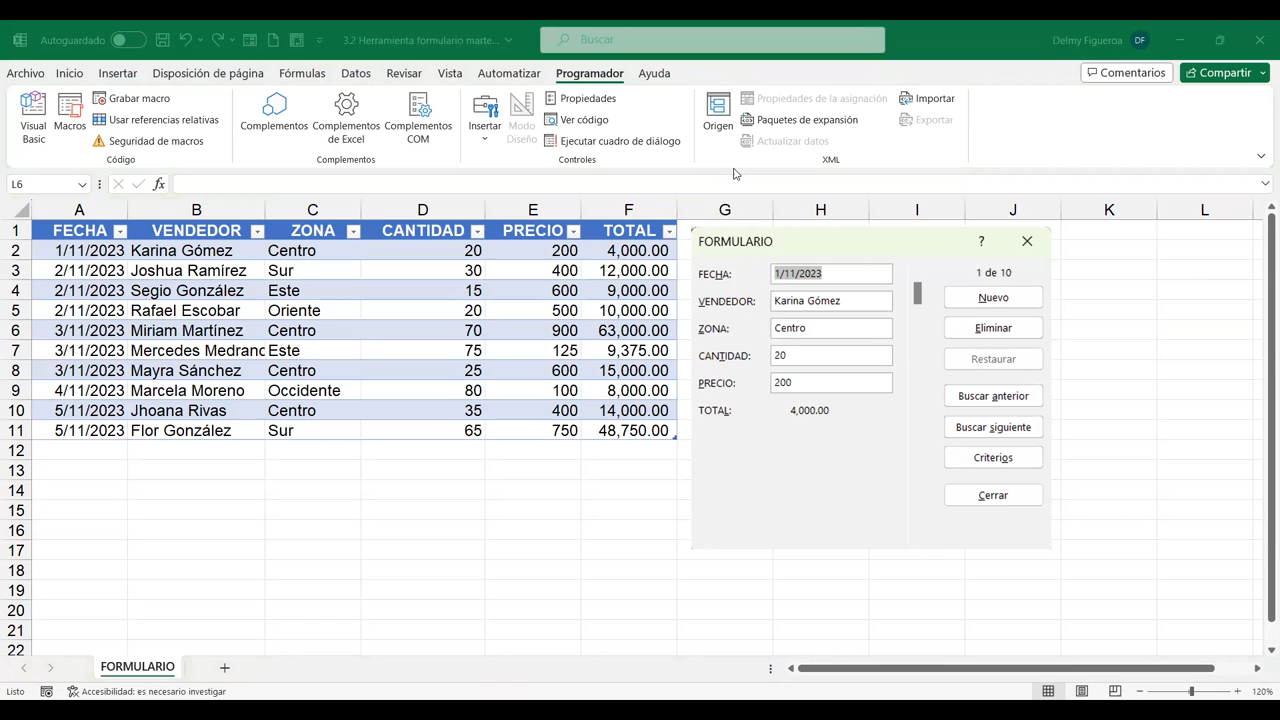 Autoguardado
3.2 Herramienta formulario marte...
Buscar
Delmy Figueroa DF
Archivo Inicio Insertar Disposición de página Fórmulas Datos Revisar Vista Automatizar Programador Ayuda
Comentarios Compartir
Visual Basic
Macros
Grabar macro
Usar referencias relativas
Seguridad de macros
Código
Complementos
Complementos de Excel
Complementos COM
Complementos
Insertar
Modo Diseño
Propiedades
Ver código
Ejecutar cuadro de diálogo
Controles
Origen
Propiedades de la asignación
Paquetes de expansión
Actualizar datos
Importar
Exportar
XML
L6 fx
A B C D E F G H I J K L
1 FECHA VENDEDOR ZONA CANTIDAD PRECIO TOTAL
2 1/11/2023 Karina Gómez Centro 20 200 4,000.00
3 2/11/2023 Joshua Ramírez Sur 30 400 12,000.00
4 2/11/2023 Segio González Este 15 600 9,000.00
5 2/11/2023 Rafael Escobar Oriente 20 500 10,000.00
6 3/11/2023 Miriam Martínez Centro 70 900 63,000.00
7 3/11/2023 Mercedes Medrano Este 75 125 9,375.00
8 3/11/2023 Mayra Sánchez Centro 25 600 15,000.00
9 4/11/2023 Marcela Moreno Occidente 80 100 8,000.00
10 5/11/2023 Jhoana Rivas Centro 35 400 14,000.00
11 5/11/2023 Flor González Sur 65 750 48,750.00
12
13
14
15
16
17
18
19
20
21
22
FORMULARIO ?
FECHA: 1/11/2023
VENDEDOR: Karina Gómez
ZONA: Centro
CANTIDAD: 20
PRECIO: 200
TOTAL: 4,000.00
1 de 10
Nuevo
Eliminar
Restaurar
Buscar anterior
Buscar siguiente
Criterios
Cerrar
FORMULARIO
Listo Accesibilidad: es necesario investigar 120%